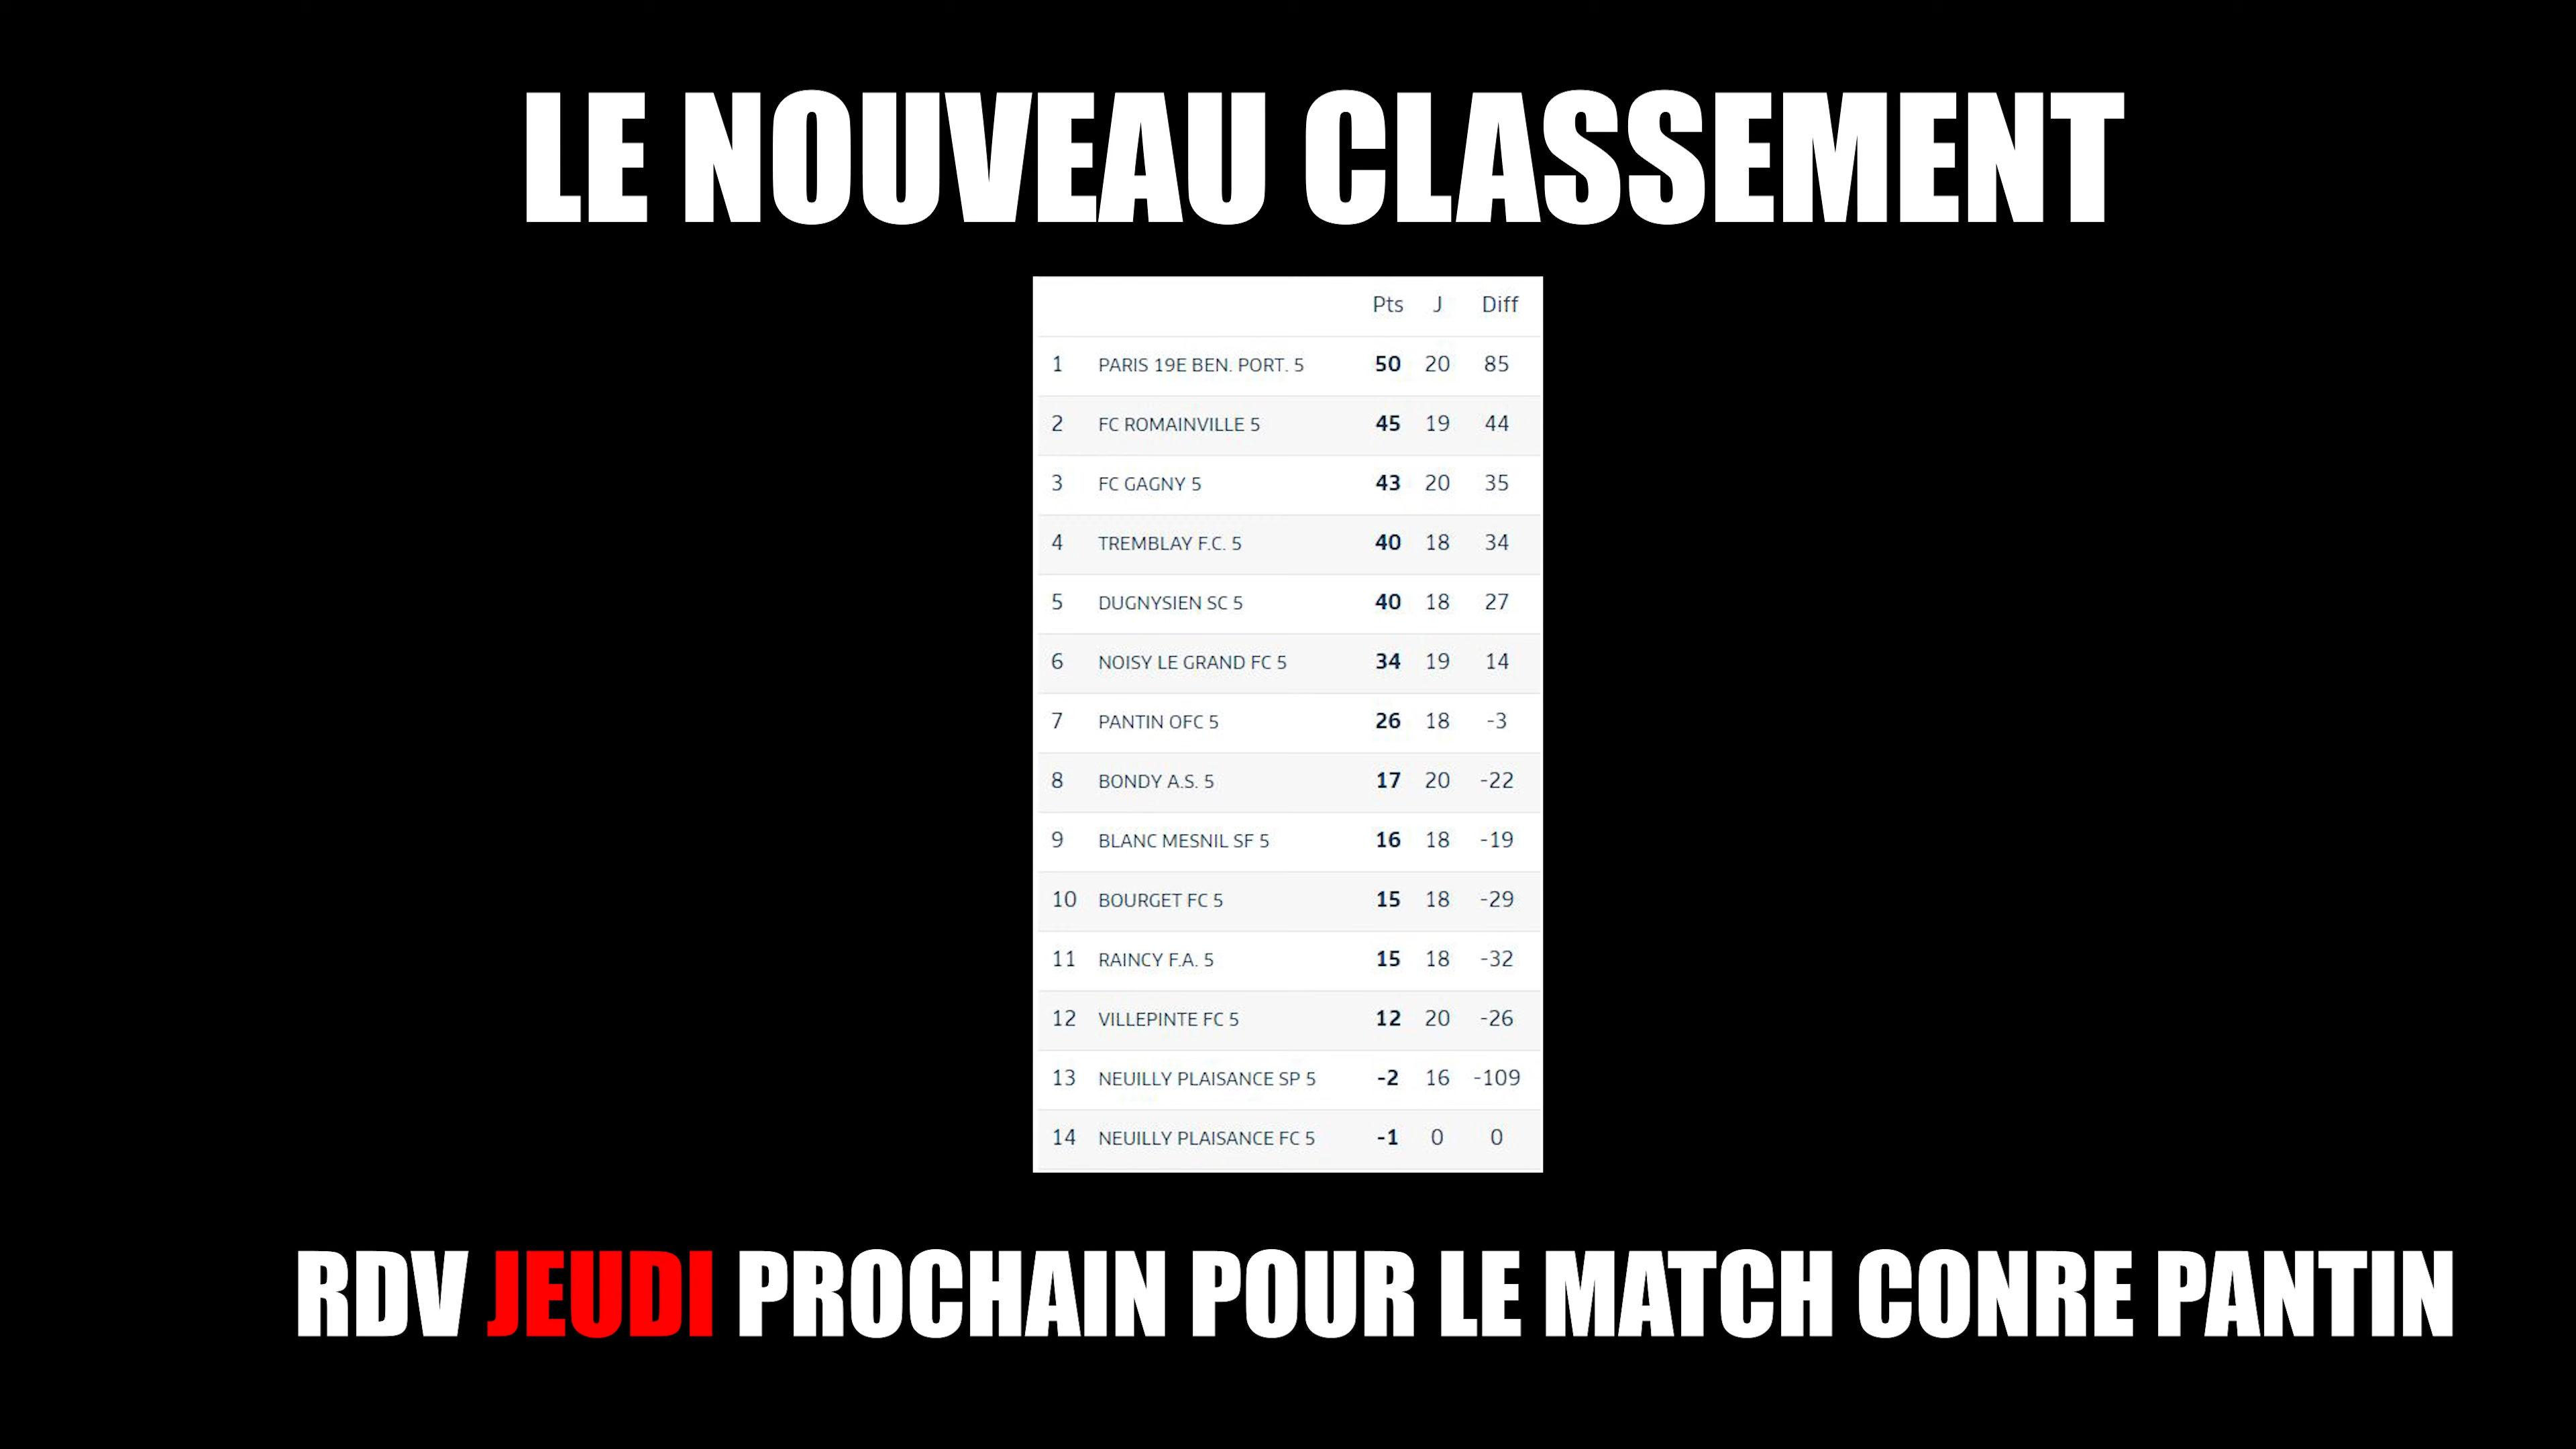 LE NOUVEAU CLASSEMENT
Pts J Diff
1 PARIS 19E BEN. PORT. 5 50 20 85
2 FC ROMAINVILLE 5 45 19 44
3 FC GAGNY 5 43 20 35
4 TREMBLAY F.C. 5 40 18 34
5 DUGNYSIEN SC 5 40 18 27
6 NOISY LE GRAND FC 5 34 19 14
7 PANTIN OFC 5 26 18 -3
8 BONDY A.S. 5 17 20 -22
9 BLANC MESNIL SF 5 16 18 -19
10 BOURGET FC 5 15 18 -29
11 RAINCY F.A. 5 15 18 -32
12 VILLEPINTE FC 5 12 20 -26
13 NEUILLY PLAISANCE SP 5 -2 16 -109
14 NEUILLY PLAISANCE FC 5 -1 0 0
RDV JEUDI PROCHAIN POUR LE MATCH CONRE PANTIN